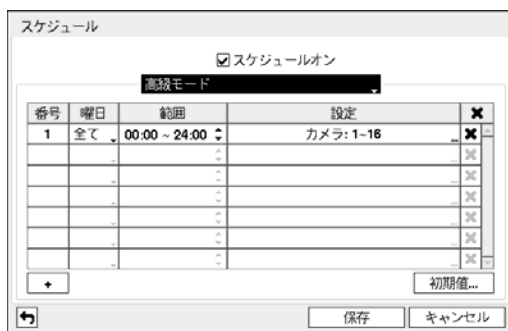 スケジュール
スケジュールオン
高級モード
番号 曜日 範囲 設定 ✖
1 全て 00:00 ~ 24:00 カメラ: 1~16 ... ✖
+ 初期値...
保存 キャンセル